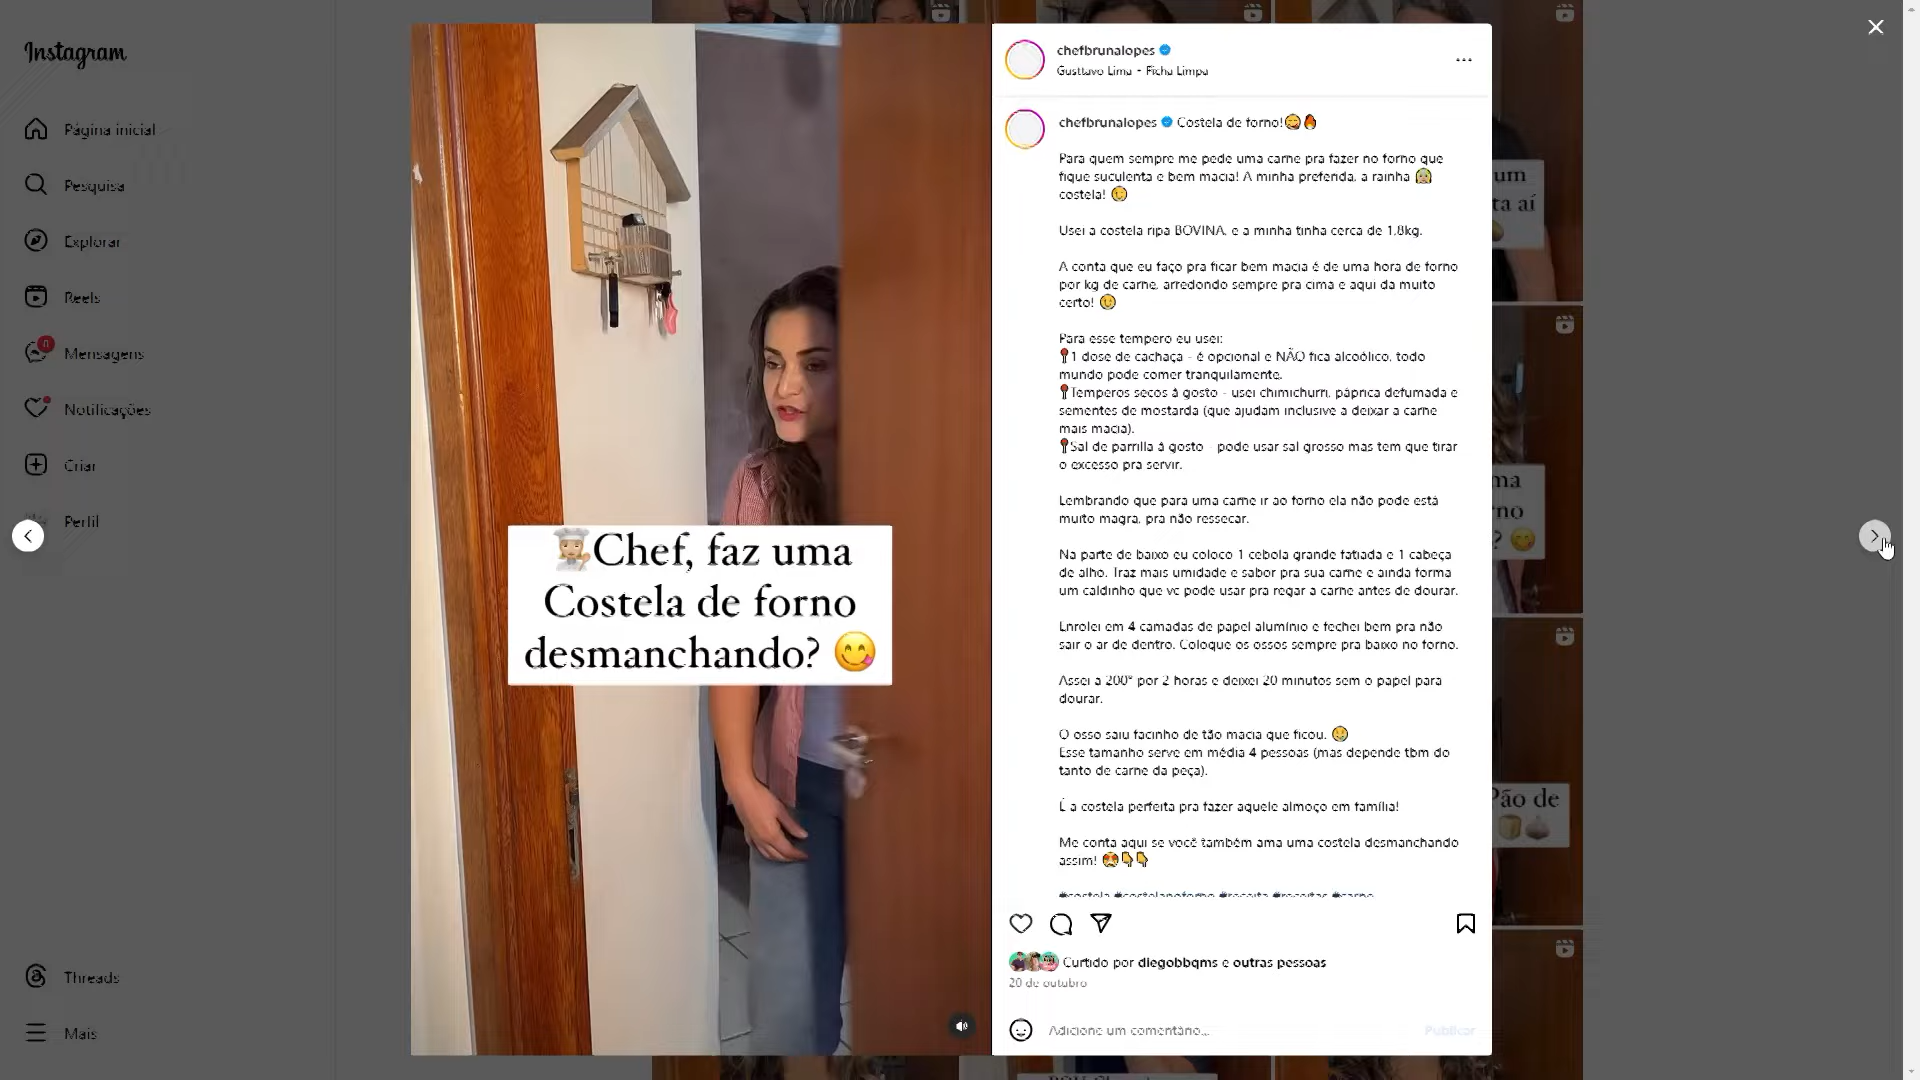 Instagram
Página inicial
Pesquisa
Explorar
Reels
Mensagens
Notificações
Criar
Perfil
Threads
Mais
👩🏼‍🍳Chef, faz uma
Costela de forno
desmanchando? 😋
chefbrunalopes
Gusttavo Lima • Ficha Limpa
chefbrunalopes Costela de forno!😋🔥
Para quem sempre me pede uma carne pra fazer no forno que
fique suculenta e bem macia! A minha preferida, a rainha
costela!
Usei a costela ripa BOVINA, e a minha tinha cerca de 1,8kg.
A conta que eu faço pra ficar bem macia é de uma hora de forno
por kg de carne, arredondo sempre pra cima e aqui da muito
certo!
Para esse tempero eu usei:
📍1 dose de cachaça - é opcional e NÃO fica alcoólico, todo
mundo pode comer tranquilamente.
📍Temperos secos à gosto - usei chimichurri, páprica defumada e
sementes de mostarda (que ajudam inclusive a deixar a carne
mais macia).
📍Sal de parrilla à gosto - pode usar sal grosso mas tem que tirar
o excesso pra servir.
Lembrando que para uma carne ir ao forno ela não pode está
muito magra, pra não ressecar.
Na parte de baixo eu coloco 1 cebola grande fatiada e 1 cabeça
de alho. Traz mais umidade e sabor pra sua carne e ainda forma
um caldinho que vc pode usar pra regar a carne antes de dourar.
Enrolei em 4 camadas de papel alumínio e fechei bem pra não
sair o ar de dentro. Coloque os ossos sempre pra baixo no forno.
Assei a 200° por 2 horas e deixei 20 minutos sem o papel para
dourar.
O osso saiu facinho de tão macia que ficou.
Esse tamanho serve em média 4 pessoas (mas depende tbm do
tanto de carne da peça).
É a costela perfeita pra fazer aquele almoço em família!
Me conta aqui se você também ama uma costela desmanchando
assim! 😍👇👇
#costela #costelanoforno #receita #receitas #carne
Curtido por diegobbqms e outras pessoas
20 de outubro
Adicione um comentário...
Publicar
um
ta aí
ma
rno
? 😋
Pão de